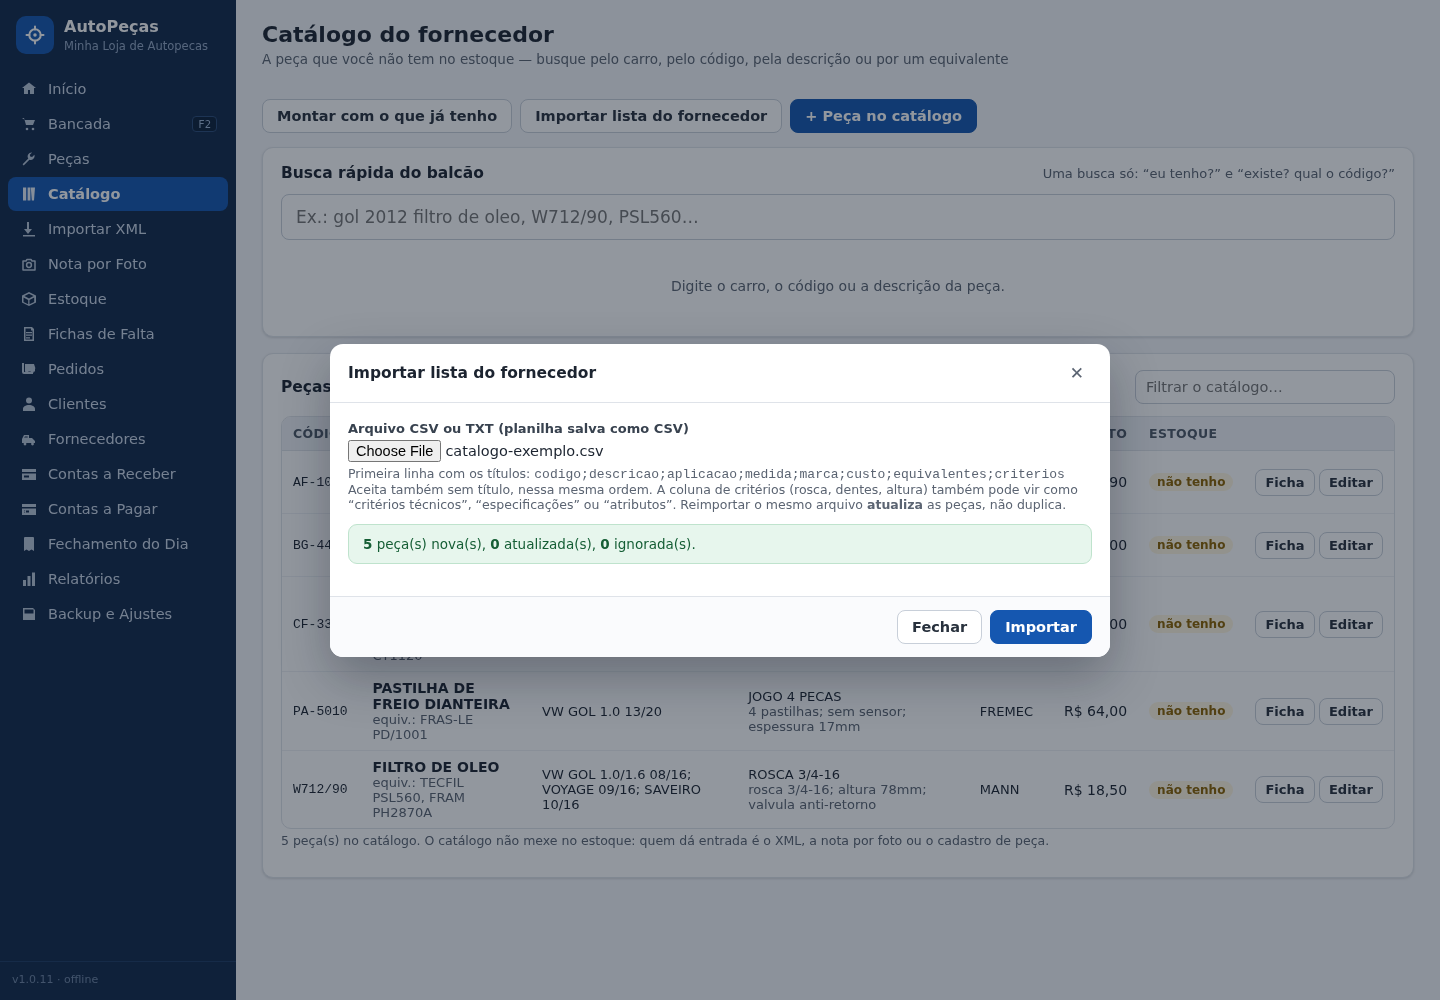 AutoPeças
Minha Loja de Autopecas
Início
Bancada F2
Peças
Catálogo
Importar XML
Nota por Foto
Estoque
Fichas de Falta
Pedidos
Clientes
Fornecedores
Contas a Receber
Contas a Pagar
Fechamento do Dia
Relatórios
Backup e Ajustes
v1.0.11 · offline
Catálogo do fornecedor
A peça que você não tem no estoque — busque pelo carro, pelo código, pela descrição ou por um equivalente
Montar com o que já tenho Importar lista do fornecedor + Peça no catálogo
Busca rápida do balcão Uma busca só: “eu tenho?” e “existe? qual o código?”
Ex.: gol 2012 filtro de oleo, W712/90, PSL560…
Digite o carro, o código ou a descrição da peça.
Peças Filtrar o catálogo…
ESTOQUE
não tenho Ficha Editar
não tenho Ficha Editar
não tenho Ficha Editar
Importar lista do fornecedor ✕
Arquivo CSV ou TXT (planilha salva como CSV)
Choose File catalogo-exemplo.csv
Primeira linha com os títulos: codigo;descricao;aplicacao;medida;marca;custo;equivalentes;criterios
Aceita também sem título, nessa mesma ordem. A coluna de critérios (rosca, dentes, altura) também pode vir como
“critérios técnicos”, “especificações” ou “atributos”. Reimportar o mesmo arquivo atualiza as peças, não duplica.
5 peça(s) nova(s), 0 atualizada(s), 0 ignorada(s).
Fechar Importar
PA-5010
PASTILHA DE
FREIO DIANTEIRA
equiv.: FRAS-LE
PD/1001
VW GOL 1.0 13/20
JOGO 4 PECAS
4 pastilhas; sem sensor;
espessura 17mm
FREMEC
R$ 64,00
não tenho Ficha Editar
W712/90
FILTRO DE OLEO
equiv.: TECFIL
PSL560, FRAM
PH2870A
VW GOL 1.0/1.6 08/16;
VOYAGE 09/16; SAVEIRO
10/16
ROSCA 3/4-16
rosca 3/4-16; altura 78mm;
valvula anti-retorno
MANN
R$ 18,50
não tenho Ficha Editar
5 peça(s) no catálogo. O catálogo não mexe no estoque: quem dá entrada é o XML, a nota por foto ou o cadastro de peça.